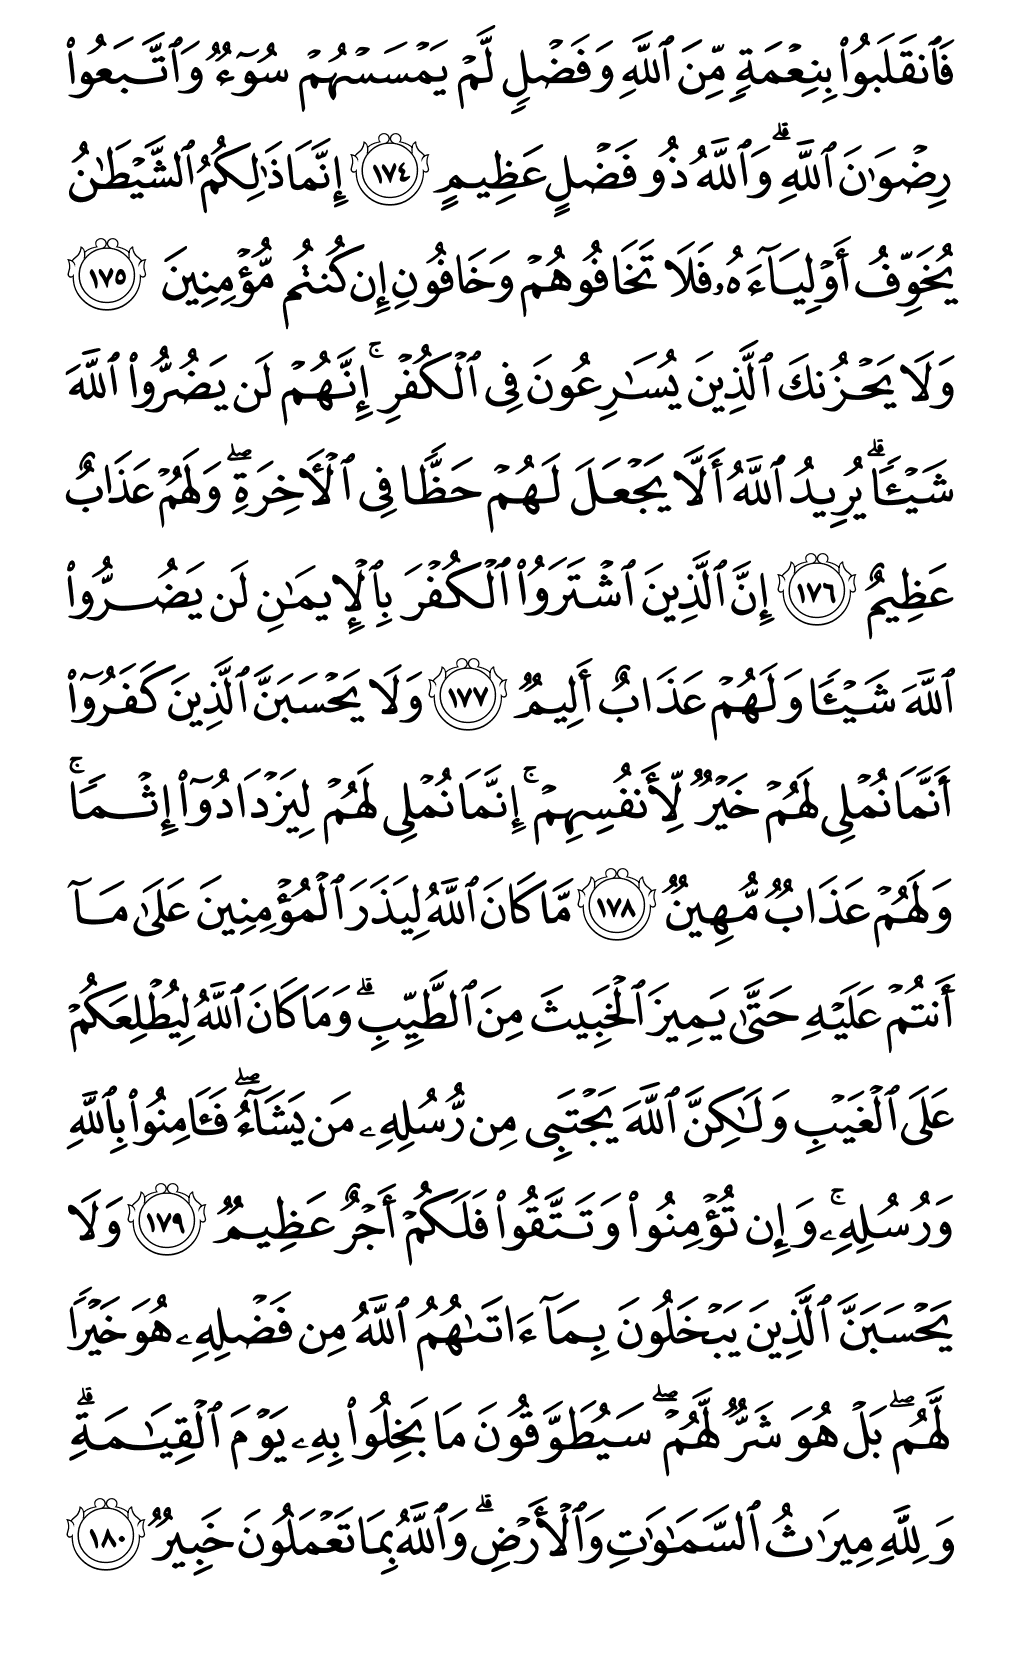 فَٱنقَلَبُوا۟ بِنِعْمَةٍ مِّنَ ٱللَّهِ وَفَضْلٍ لَّمْ يَمْسَسْهُمْ سُوٓءٌ وَٱتَّبَعُوا۟
رِضْوَٰنَ ٱللَّهِ ۗ وَٱللَّهُ ذُو فَضْلٍ عَظِيمٍ ١٧٤ إِنَّمَا ذَٰلِكُمُ ٱلشَّيْطَٰنُ
يُخَوِّفُ أَوْلِيَآءَهُۥ فَلَا تَخَافُوهُمْ وَخَافُونِ إِن كُنتُم مُّؤْمِنِينَ ١٧٥
وَلَا يَحْزُنكَ ٱلَّذِينَ يُسَٰرِعُونَ فِى ٱلْكُفْرِ ۚ إِنَّهُمْ لَن يَضُرُّوا۟ ٱللَّهَ
شَيْـًٔا ۗ يُرِيدُ ٱللَّهُ أَلَّا يَجْعَلَ لَهُمْ حَظًّا فِى ٱلْـَٔاخِرَةِ ۖ وَلَهُمْ عَذَابٌ
عَظِيمٌ ١٧٦ إِنَّ ٱلَّذِينَ ٱشْتَرَوُا۟ ٱلْكُفْرَ بِٱلْإِيمَٰنِ لَن يَضُرُّوا۟
ٱللَّهَ شَيْـًٔا وَلَهُمْ عَذَابٌ أَلِيمٌ ١٧٧ وَلَا يَحْسَبَنَّ ٱلَّذِينَ كَفَرُوٓا۟
أَنَّمَا نُمْلِى لَهُمْ خَيْرٌ لِّأَنفُسِهِمْ ۚ إِنَّمَا نُمْلِى لَهُمْ لِيَزْدَادُوٓا۟ إِثْمًا ۚ
وَلَهُمْ عَذَابٌ مُّهِينٌ ١٧٨ مَّا كَانَ ٱللَّهُ لِيَذَرَ ٱلْمُؤْمِنِينَ عَلَىٰ مَآ
أَنتُمْ عَلَيْهِ حَتَّىٰ يَمِيزَ ٱلْخَبِيثَ مِنَ ٱلطَّيِّبِ ۗ وَمَا كَانَ ٱللَّهُ لِيُطْلِعَكُمْ
عَلَى ٱلْغَيْبِ وَلَٰكِنَّ ٱللَّهَ يَجْتَبِى مِن رُّسُلِهِۦ مَن يَشَآءُ ۖ فَـَٔامِنُوا۟ بِٱللَّهِ
وَرُسُلِهِۦ ۚ وَإِن تُؤْمِنُوا۟ وَتَتَّقُوا۟ فَلَكُمْ أَجْرٌ عَظِيمٌ ١٧٩ وَلَا
يَحْسَبَنَّ ٱلَّذِينَ يَبْخَلُونَ بِمَآ ءَاتَىٰهُمُ ٱللَّهُ مِن فَضْلِهِۦ هُوَ خَيْرًا
لَّهُم ۖ بَلْ هُوَ شَرٌّ لَّهُمْ ۖ سَيُطَوَّقُونَ مَا بَخِلُوا۟ بِهِۦ يَوْمَ ٱلْقِيَٰمَةِ ۗ
وَلِلَّهِ مِيرَٰثُ ٱلسَّمَٰوَٰتِ وَٱلْأَرْضِ ۗ وَٱللَّهُ بِمَا تَعْمَلُونَ خَبِيرٌ ١٨٠